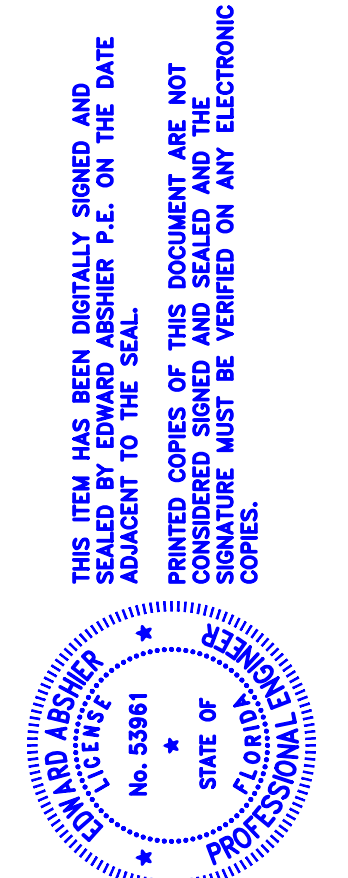 THIS ITEM HAS BEEN DIGITALLY SIGNED AND
SEALED BY EDWARD ABSHIER P.E. ON THE DATE
ADJACENT TO THE SEAL.
PRINTED COPIES OF THIS DOCUMENT ARE NOT
CONSIDERED SIGNED AND SEALED AND THE
SIGNATURE MUST BE VERIFIED ON ANY ELECTRONIC
COPIES.
EDWARD ABSHIER
LICENSE
No. 53961
STATE OF
FLORIDA
PROFESSIONAL ENGINEER